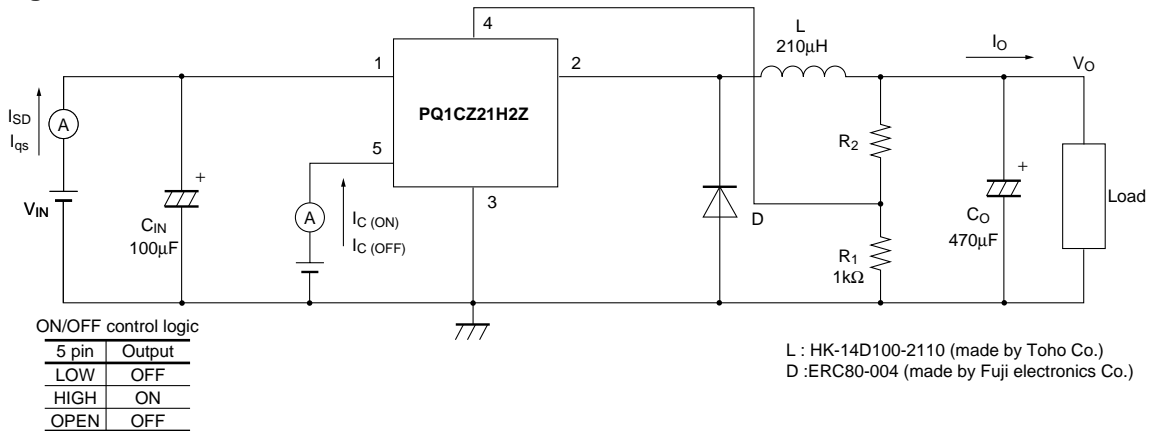 4
L
210µH
IO
VO
1
2
PQ1CZ21H2Z
ISD
A
Iqs
R2
5
+
+
3
Load
VIN
A
IC (ON)
D
CIN
CO
IC (OFF)
100µF
470µF
R1
1kΩ
ON/OFF control logic
5 pin Output
LOW OFF
HIGH ON
OPEN OFF
L : HK-14D100-2110 (made by Toho Co.)
D :ERC80-004 (made by Fuji electronics Co.)